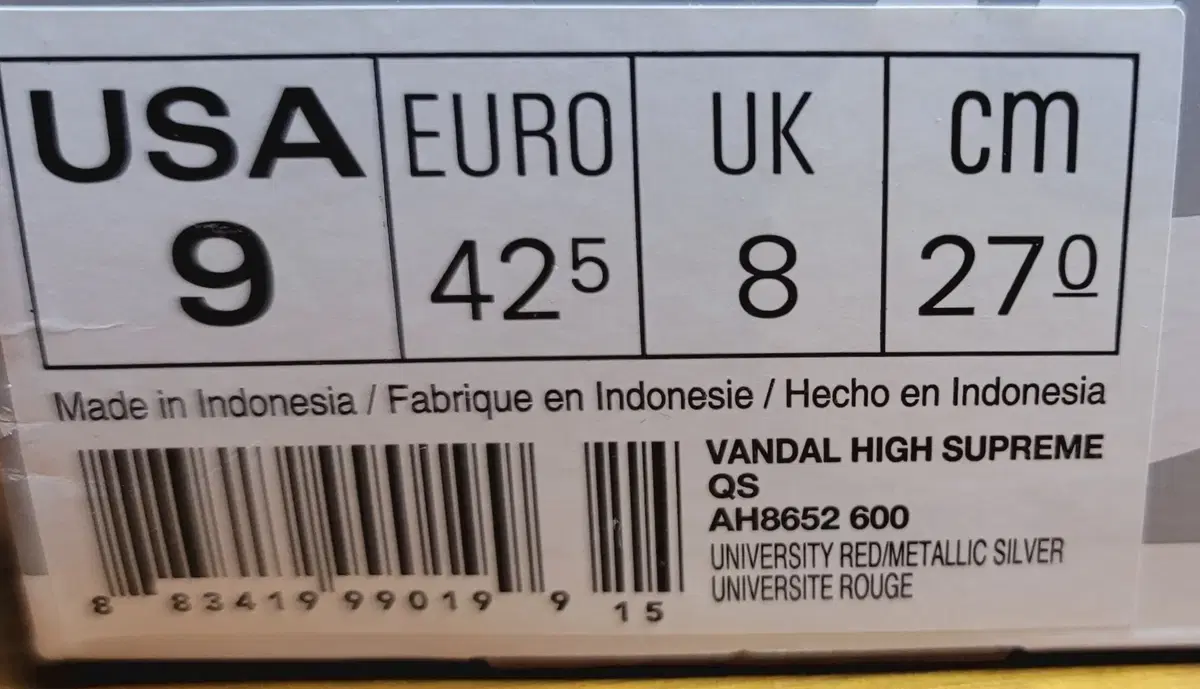 USA EURO UK cm
9 425 8 270
Made in Indonesia / Fabrique en Indonesie / Hecho en Indonesia
VANDAL HIGH SUPREME
QS
AH8652 600
UNIVERSITY RED/METALLIC SILVER
UNIVERSITE ROUGE
8 83419 99019 9 15